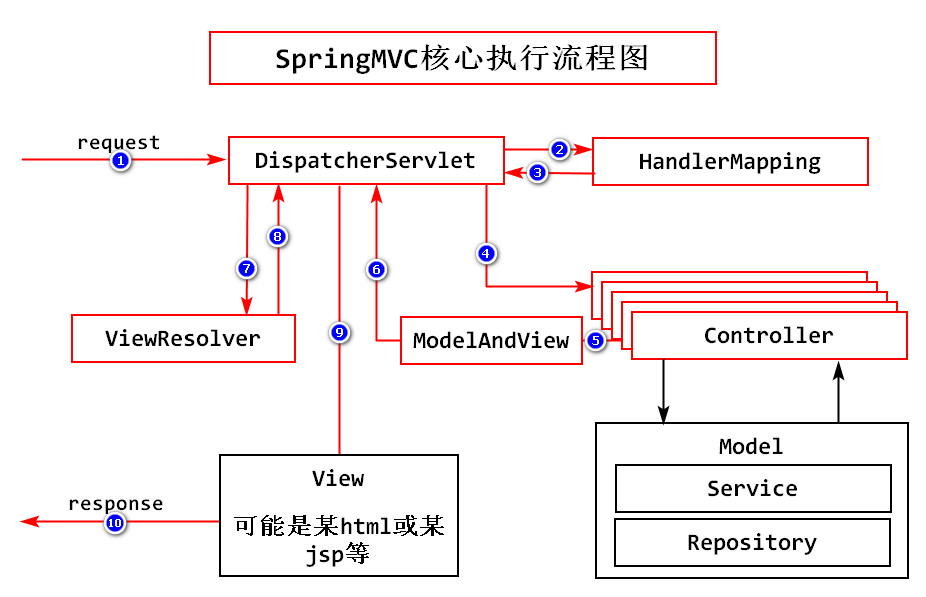 SpringMVC核心执行流程图
request
1
DispatcherServlet
2
3
HandlerMapping
8
7
6
4
ViewResolver
9
ModelAndView
5
Controller
Model
Service
Repository
View
可能是某html或某
jsp等
response
10